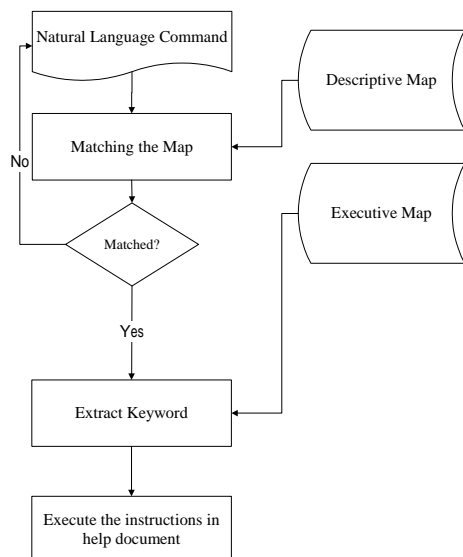 Natural Language Command
Descriptive Map
Matching the Map
No
Executive Map
Matched?
Yes
Extract Keyword
Execute the instructions in
help document